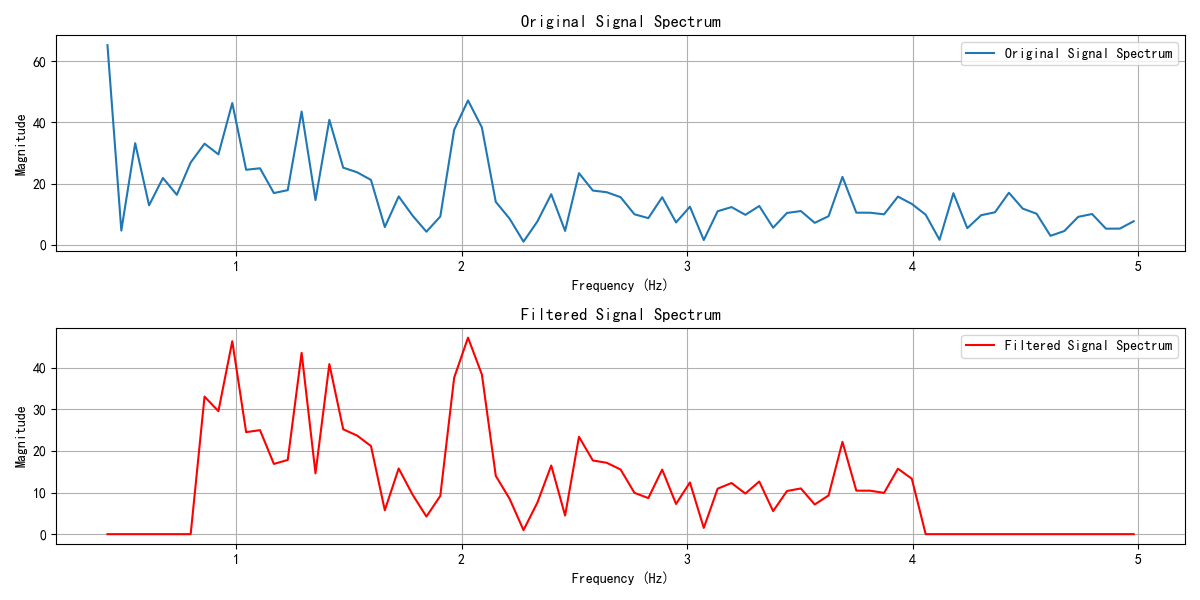 Original Signal Spectrum
Original Signal Spectrum
Magnitude
60
40
20
0
1 2 3 4 5
Frequency (Hz)
Filtered Signal Spectrum
Filtered Signal Spectrum
Magnitude
40
30
20
10
0
1 2 3 4 5
Frequency (Hz)